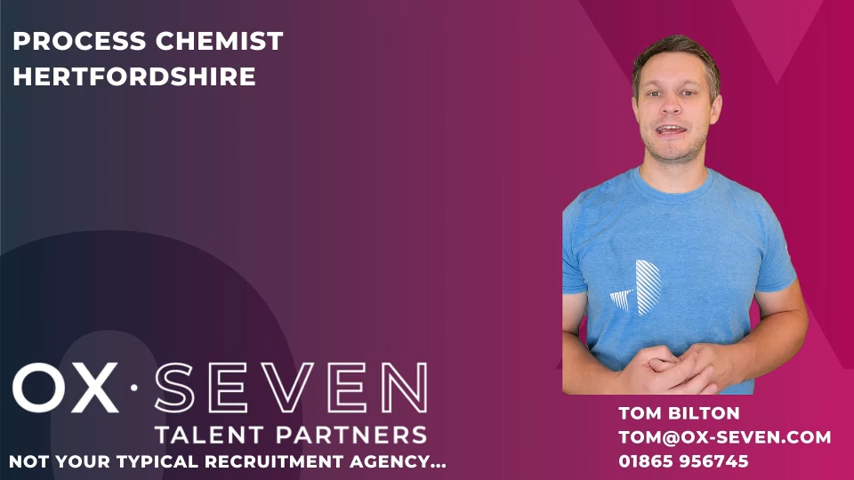 PROCESS CHEMIST
HERTFORDSHIRE
OX·SEVEN
TALENT PARTNERS
NOT YOUR TYPICAL RECRUITMENT AGENCY...
TOM BILTON
TOM@OX-SEVEN.COM
01865 956745